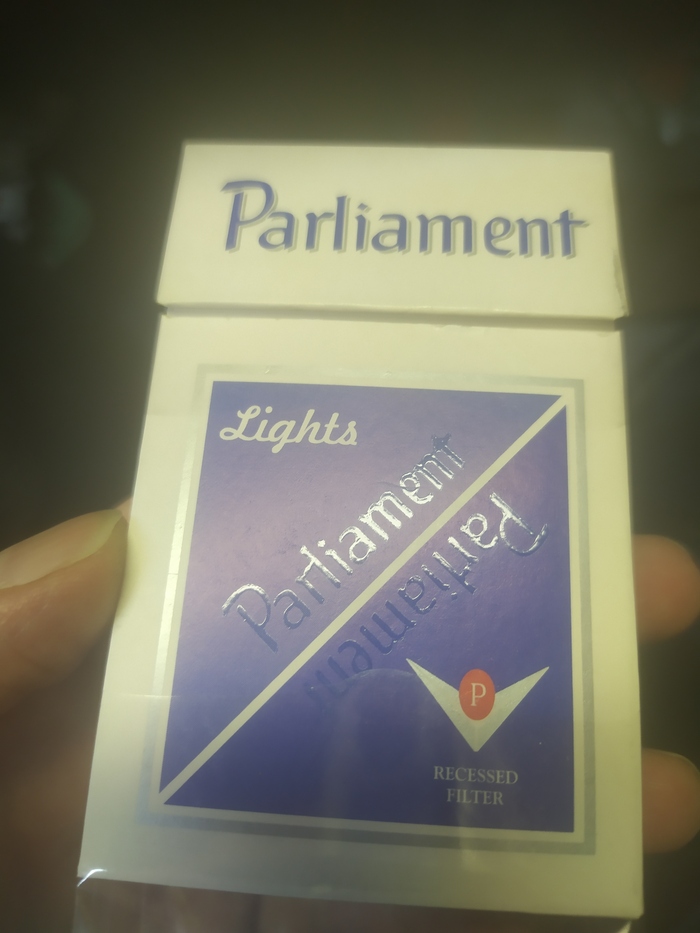 Parliament
Lights
Parliament
Parliament
P
RECESSED
FILTER